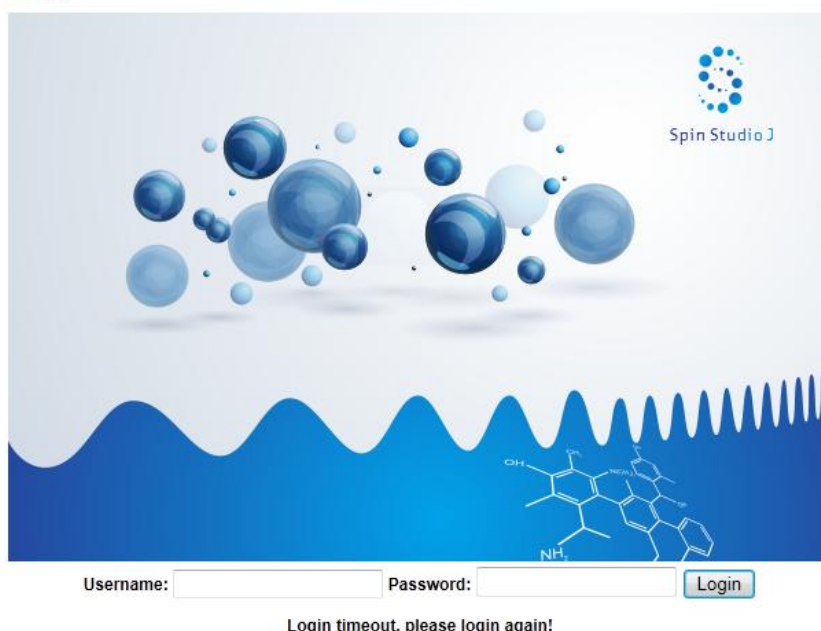 Spin Studio J
OH
NH2
Username: Password: Login
Login timeout, please login again!